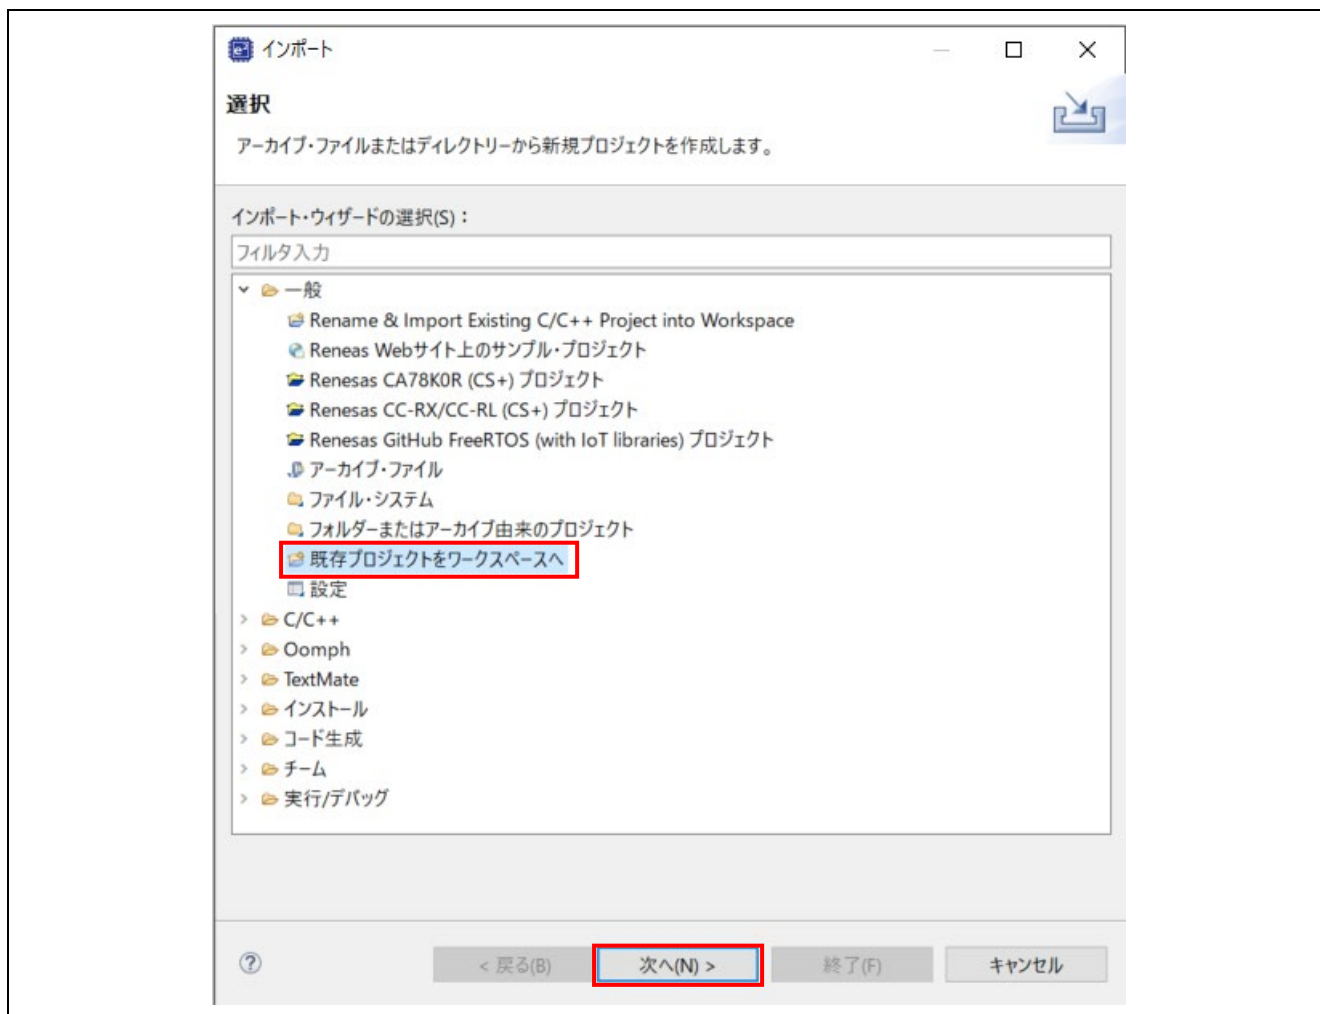 インポート
選択
アーカイブ・ファイルまたはディレクトリーから新規プロジェクトを作成します。
インポート・ウィザードの選択(S)：
フィルタ入力
一般
Rename & Import Existing C/C++ Project into Workspace
Reneas Webサイト上のサンプル・プロジェクト
Renesas CA78K0R (CS+) プロジェクト
Renesas CC-RX/CC-RL (CS+) プロジェクト
Renesas GitHub FreeRTOS (with IoT libraries) プロジェクト
アーカイブ・ファイル
ファイル・システム
フォルダーまたはアーカイブ由来のプロジェクト
既存プロジェクトをワークスペースへ
設定
C/C++
Oomph
TextMate
インストール
コード生成
チーム
実行/デバッグ
< 戻る(B) 次へ(N) > 終了(F) キャンセル